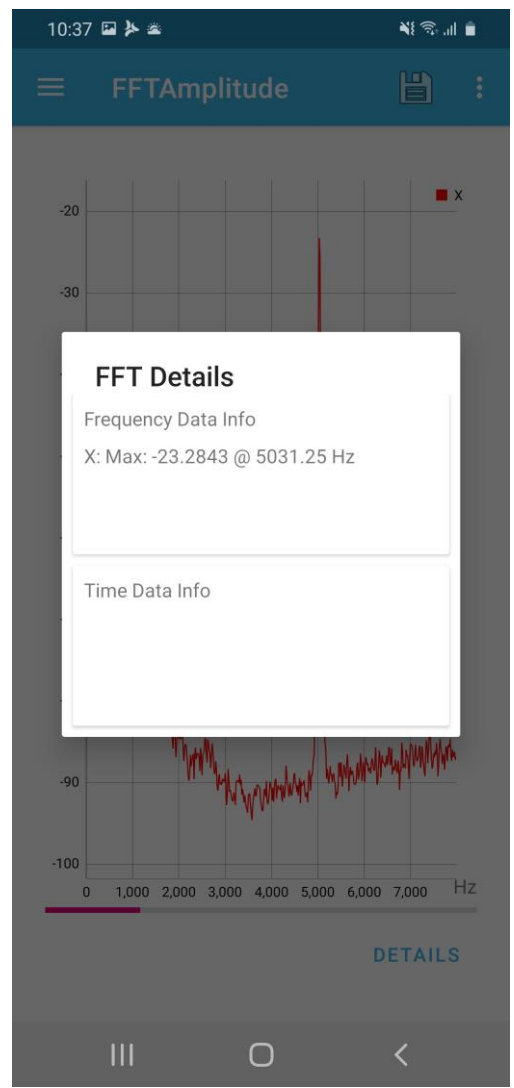 10:37
FFTAmplitude
X
-20
-30
FFT Details
Frequency Data Info
X: Max: -23.2843 @ 5031.25 Hz
Time Data Info
-90
-100
0 1,000 2,000 3,000 4,000 5,000 6,000 7,000 Hz
DETAILS